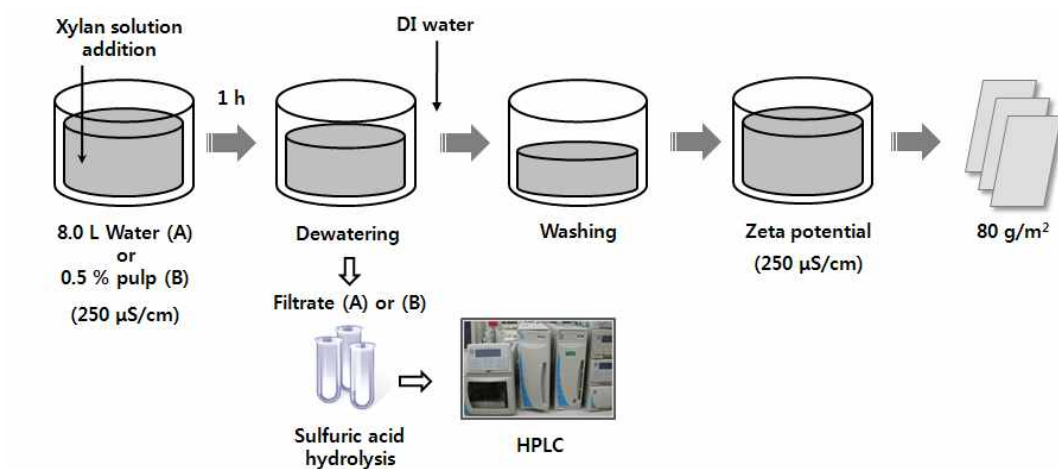 Xylan solution
addition
DI water
1 h
8.0 L Water (A)
or
0.5 % pulp (B)
(250 μS/cm)
Dewatering
Washing
Zeta potential
(250 μS/cm)
80 g/m²
Filtrate (A) or (B)
Sulfuric acid
hydrolysis
HPLC